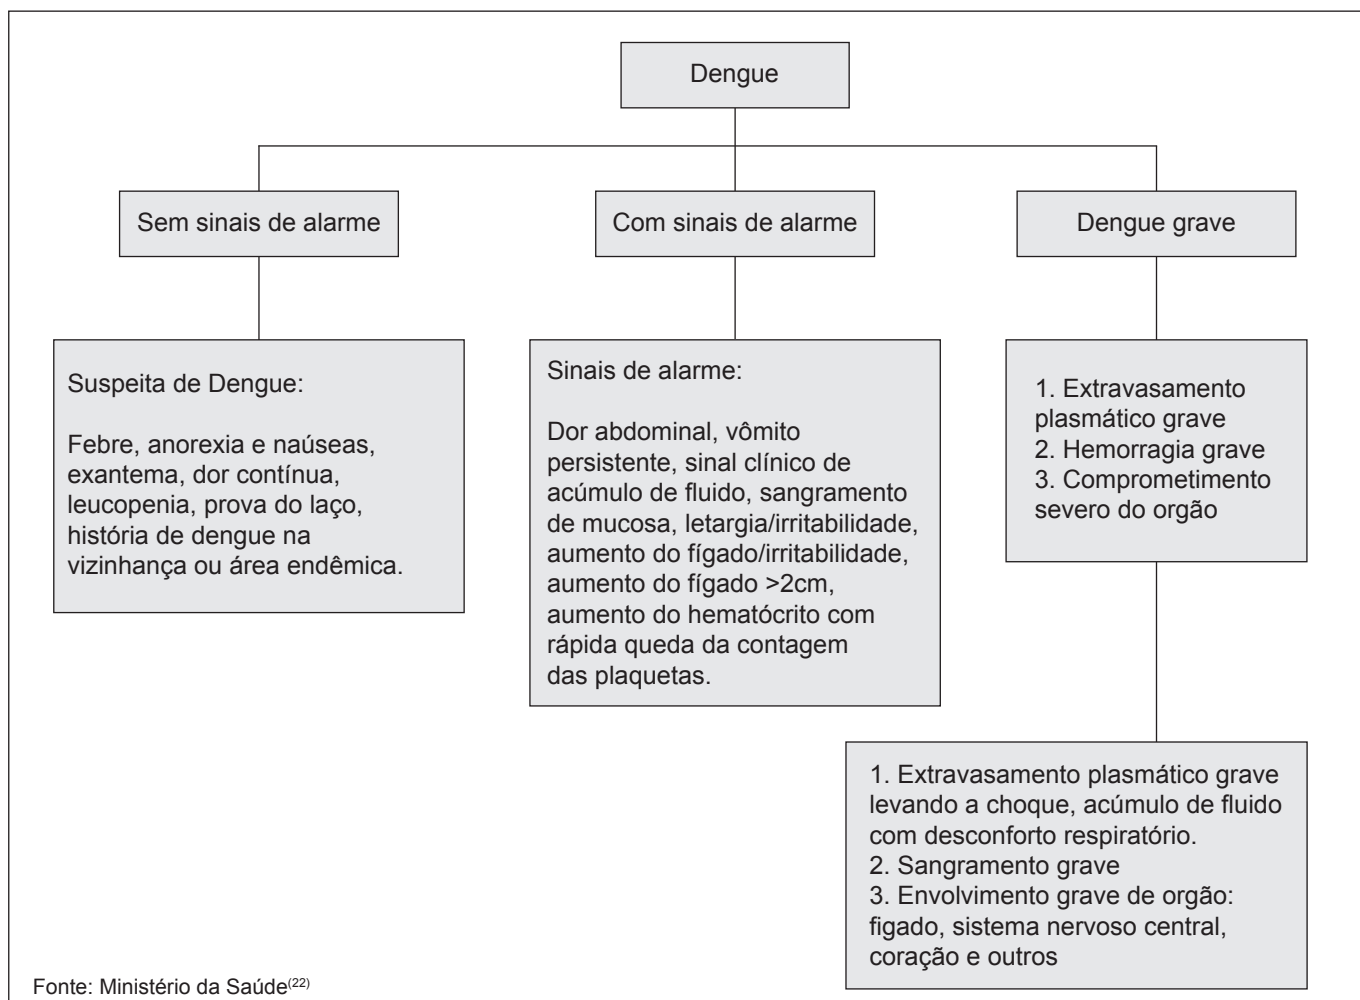 Dengue
Sem sinais de alarme
Com sinais de alarme
Dengue grave
Suspeita de Dengue:
Febre, anorexia e naúseas,
exantema, dor contínua,
leucopenia, prova do laço,
história de dengue na
vizinhança ou área endêmica.
Sinais de alarme:
Dor abdominal, vômito
persistente, sinal clínico de
acúmulo de fluido, sangramento
de mucosa, letargia/irritabilidade,
aumento do fígado/irritabilidade,
aumento do fígado >2cm,
aumento do hematócrito com
rápida queda da contagem
das plaquetas.
1. Extravasamento
plasmático grave
2. Hemorragia grave
3. Comprometimento
severo do orgão
1. Extravasamento plasmático grave
levando a choque, acúmulo de fluido
com desconforto respiratório.
2. Sangramento grave
3. Envolvimento grave de orgão:
figado, sistema nervoso central,
coração e outros
Fonte: Ministério da Saúde(22)